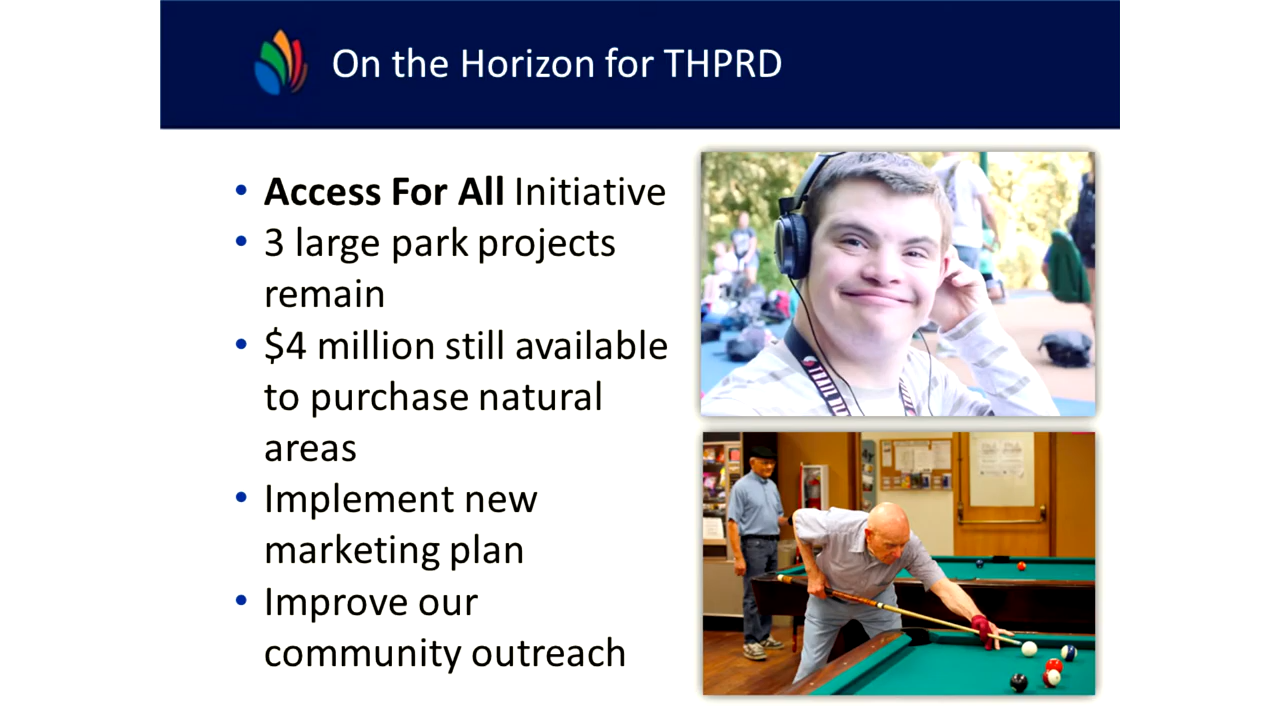 On the Horizon for THPRD
• Access For All Initiative
• 3 large park projects
remain
• $4 million still available
to purchase natural
areas
• Implement new
marketing plan
• Improve our
community outreach